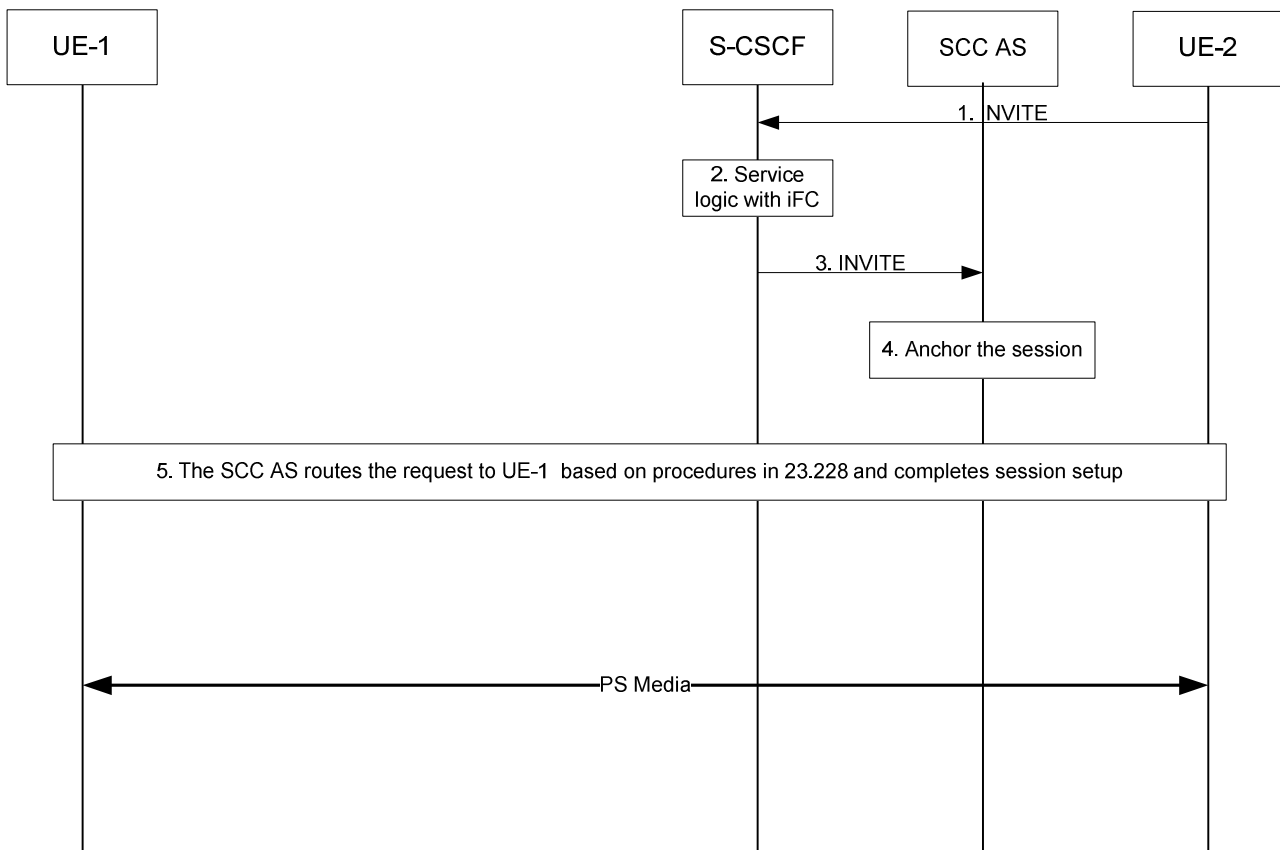 UE-1
S-CSCF
SCC AS
UE-2
1. INVITE
2. Service
logic with iFC
3. INVITE
4. Anchor the session
5. The SCC AS routes the request to UE-1 based on procedures in 23.228 and completes session setup
PS Media